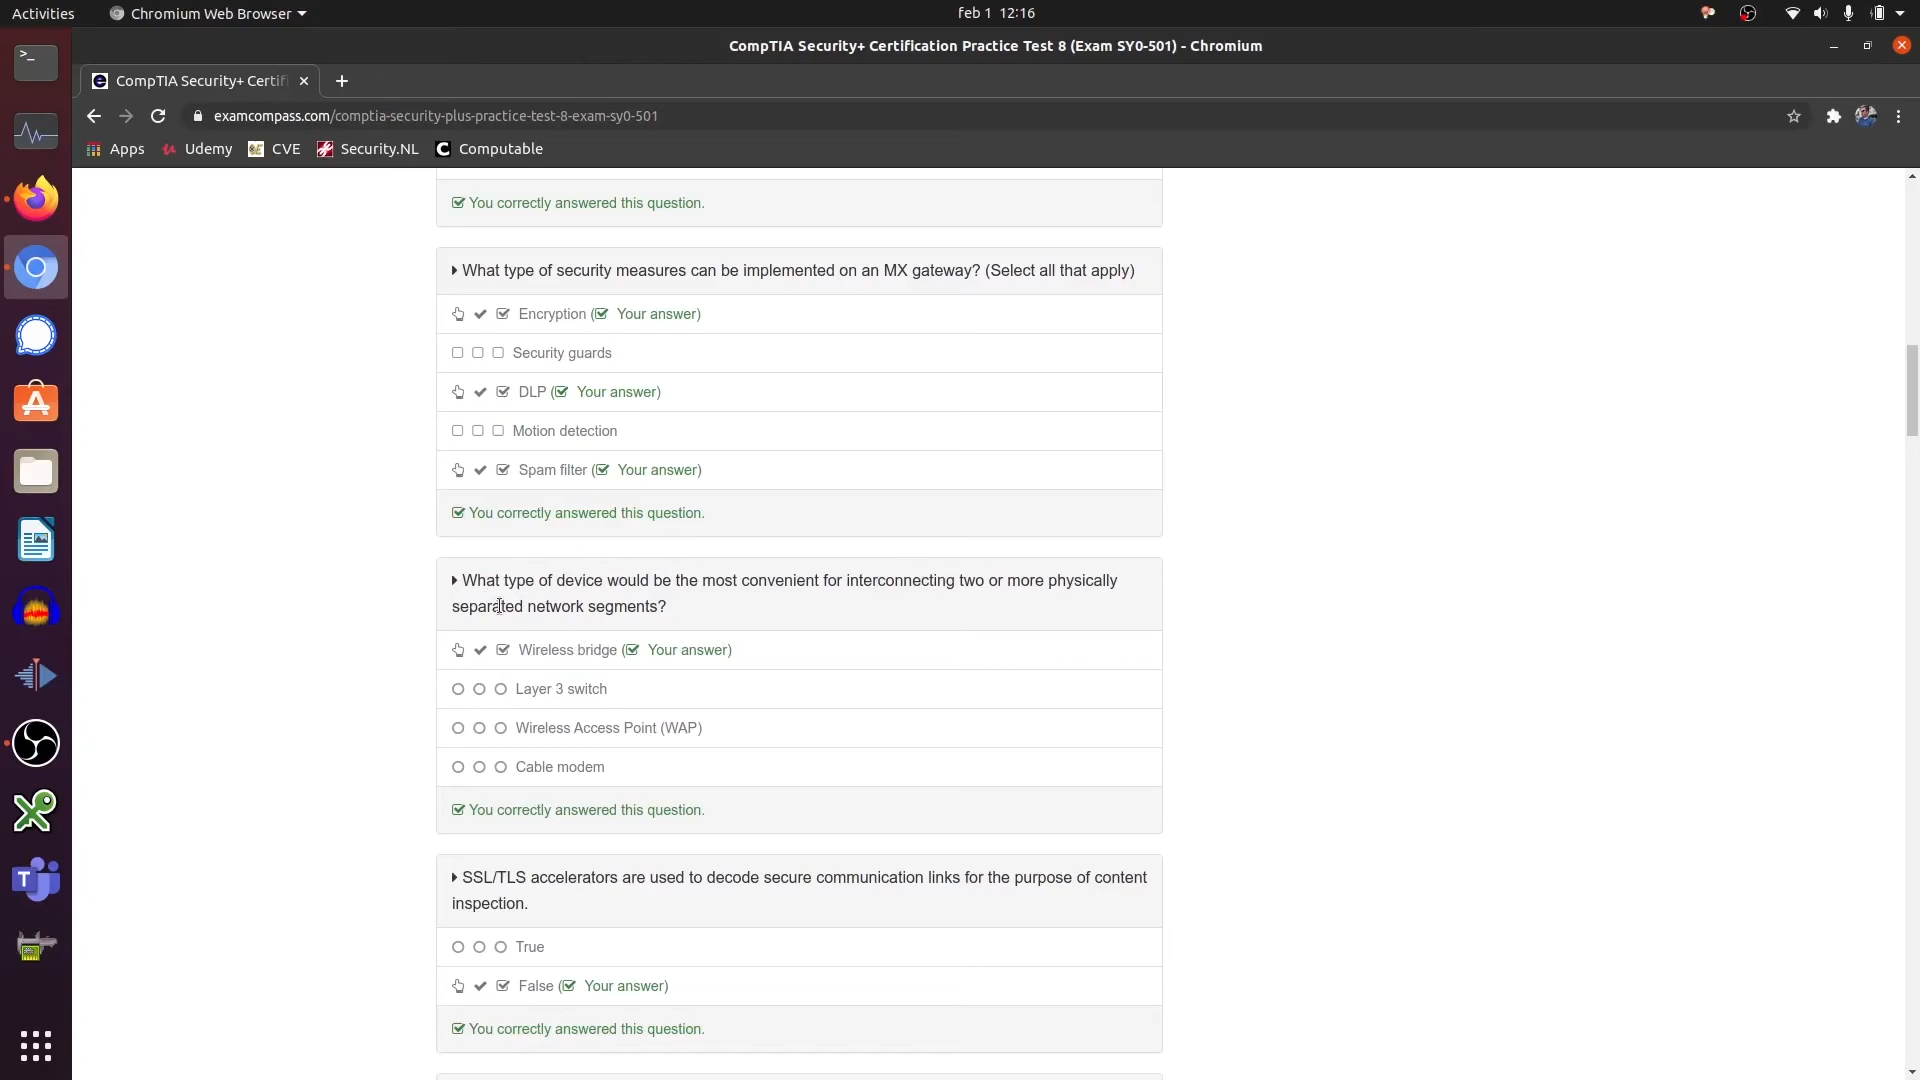 Activities
Chromium Web Browser
feb 1 12:16
CompTIA Security+ Certification Practice Test 8 (Exam SY0-501) - Chromium
CompTIA Security+ Certif
examcompass.com/comptia-security-plus-practice-test-8-exam-sy0-501
Apps
Udemy
CVE
Security.NL
Computable
You correctly answered this question.
What type of security measures can be implemented on an MX gateway? (Select all that apply)
Encryption ( Your answer)
Security guards
DLP ( Your answer)
Motion detection
Spam filter ( Your answer)
You correctly answered this question.
What type of device would be the most convenient for interconnecting two or more physically
separated network segments?
Wireless bridge ( Your answer)
Layer 3 switch
Wireless Access Point (WAP)
Cable modem
You correctly answered this question.
SSL/TLS accelerators are used to decode secure communication links for the purpose of content
inspection.
True
False ( Your answer)
You correctly answered this question.